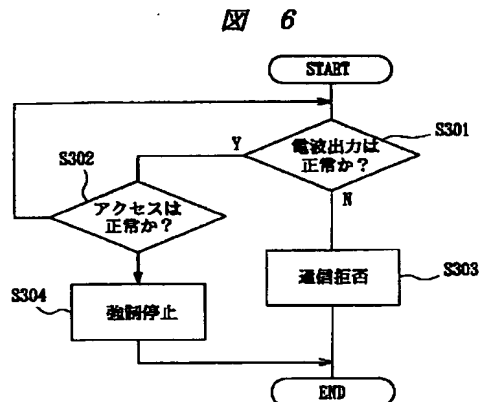 図 6
START
電波出力は
正常か?
S301
Y
N
S302
アクセスは
正常か?
通信拒否
S303
S304
強制停止
END